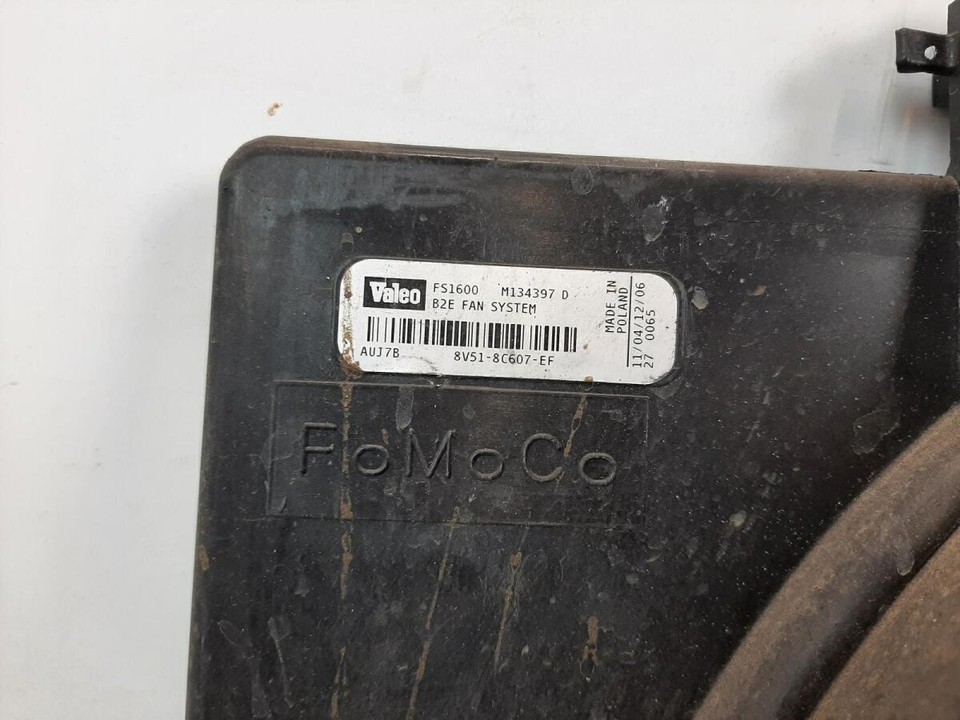 Valeo FS1600 M134397 D
B2E FAN SYSTEM
AUJ7B 8V51-8C607-EF
MADE IN
POLAND
11/04/12/06
27 0065
FoMoCo